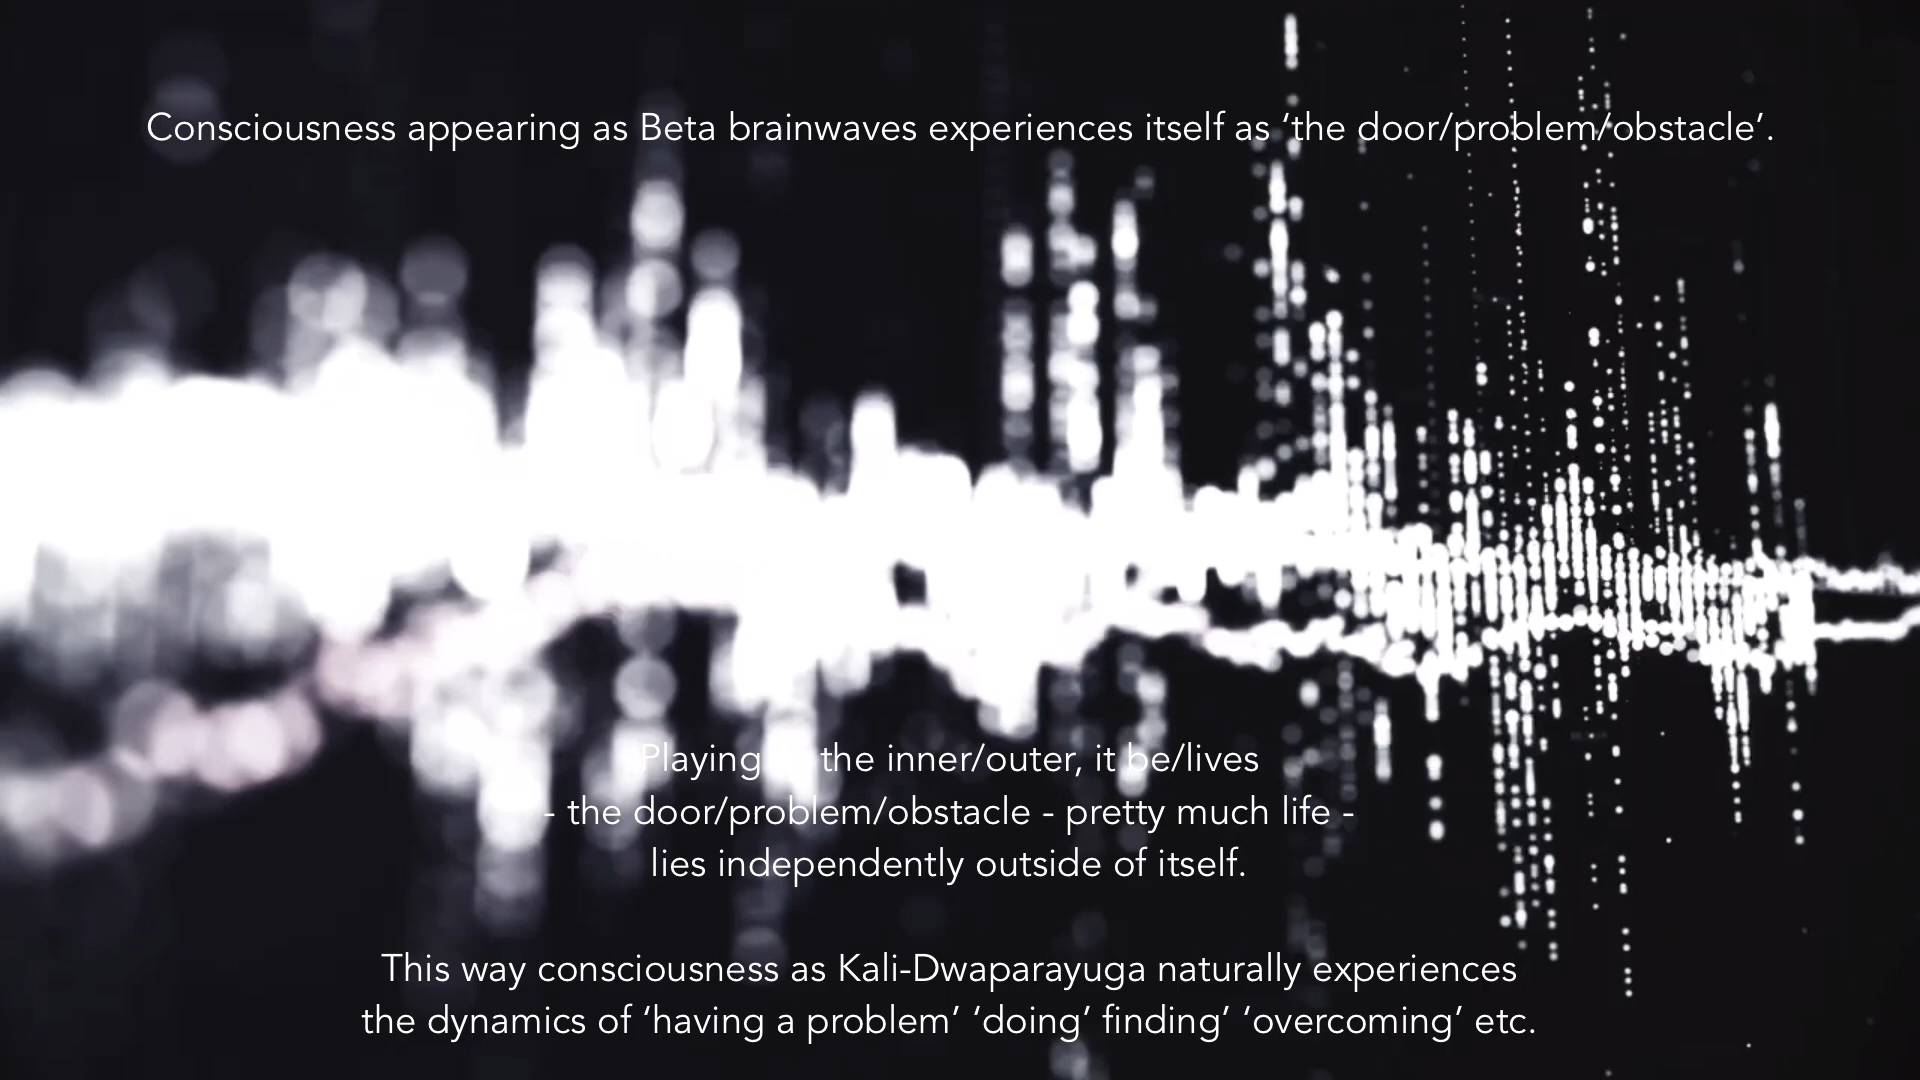 Consciousness appearing as Beta brainwaves experiences itself as ‘the door/problem/obstacle’.
Playing the inner/outer, it be/lives
- the door/problem/obstacle - pretty much life -
lies independently outside of itself.
This way consciousness as Kali-Dwaparayuga naturally experiences
the dynamics of ‘having a problem’ ‘doing’ finding’ ‘overcoming’ etc.